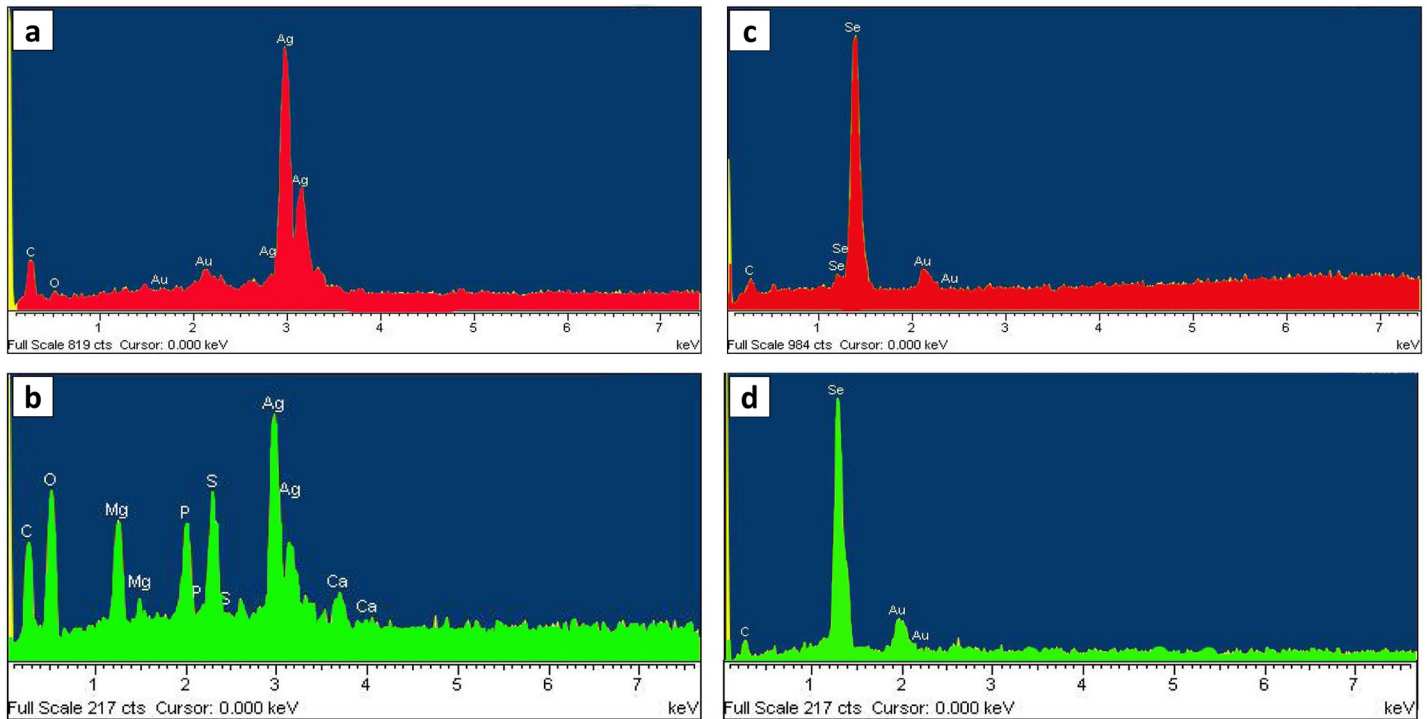 a
Ag
Ag
Ag
Au
Au
C
O
1 2 3 4 5 6 7
Full Scale 819 cts Cursor: 0.000 keV keV
c
Se
Se
Se
Au
Au
C
1 2 3 4 5 6 7
Full Scale 984 cts Cursor: 0.000 keV keV
b
Ag
Ag
O
S
P
Mg
C
Mg
P
S
Ca
Ca
1 2 3 4 5 6 7
Full Scale 217 cts Cursor: 0.000 keV keV
d
Se
Au
Au
C
1 2 3 4 5 6 7
Full Scale 217 cts Cursor: 0.000 keV keV